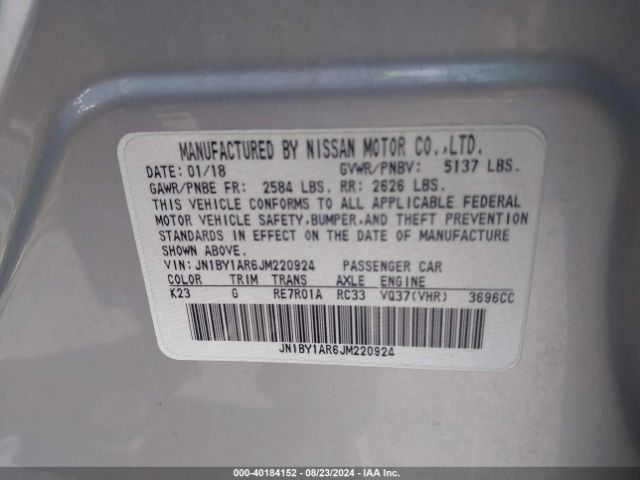 MANUFACTURED BY NISSAN MOTOR CO.,LTD.
DATE: 01/18 GVWR/PNBV: 5137 LBS.
GAWR/PNBE FR: 2584 LBS. RR: 2626 LBS.
THIS VEHICLE CONFORMS TO ALL APPLICABLE FEDERAL
MOTOR VEHICLE SAFETY,BUMPER,AND THEFT PREVENTION
STANDARDS IN EFFECT ON THE DATE OF MANUFACTURE
SHOWN ABOVE.
VIN: JN1BY1AR6JM220924 PASSENGER CAR
COLOR TRIM TRANS AXLE ENGINE
K23 G RE7R01A RC33 VQ37(VHR) 3696CC
JN1BY1AR6JM220924
000-40184152 - 08/23/2024 - IAA Inc.